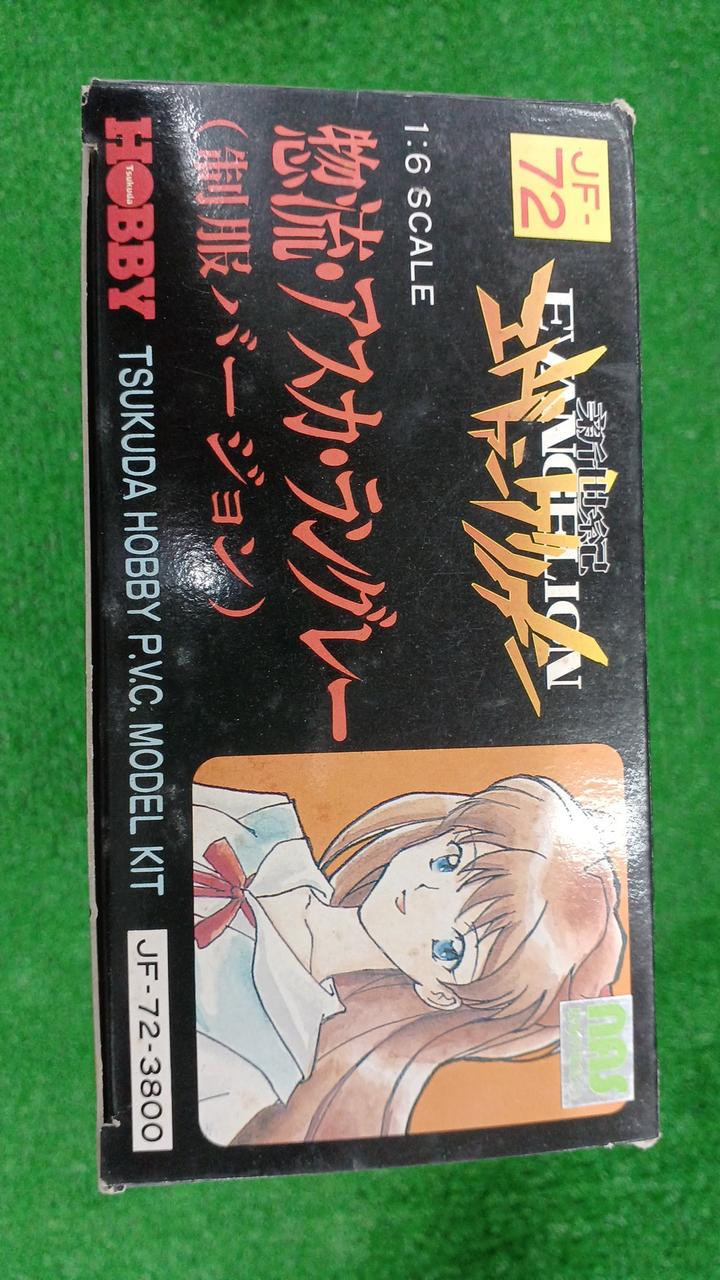 JF-
72
新世紀
EVANGELION
エヴァンゲリオン
nas
1:6 SCALE
惣流・アスカ・ラングレー
(制服バージョン)
Tsukuda
HOBBY
TSUKUDA HOBBY P.V.C. MODEL KIT
JF-72-3800